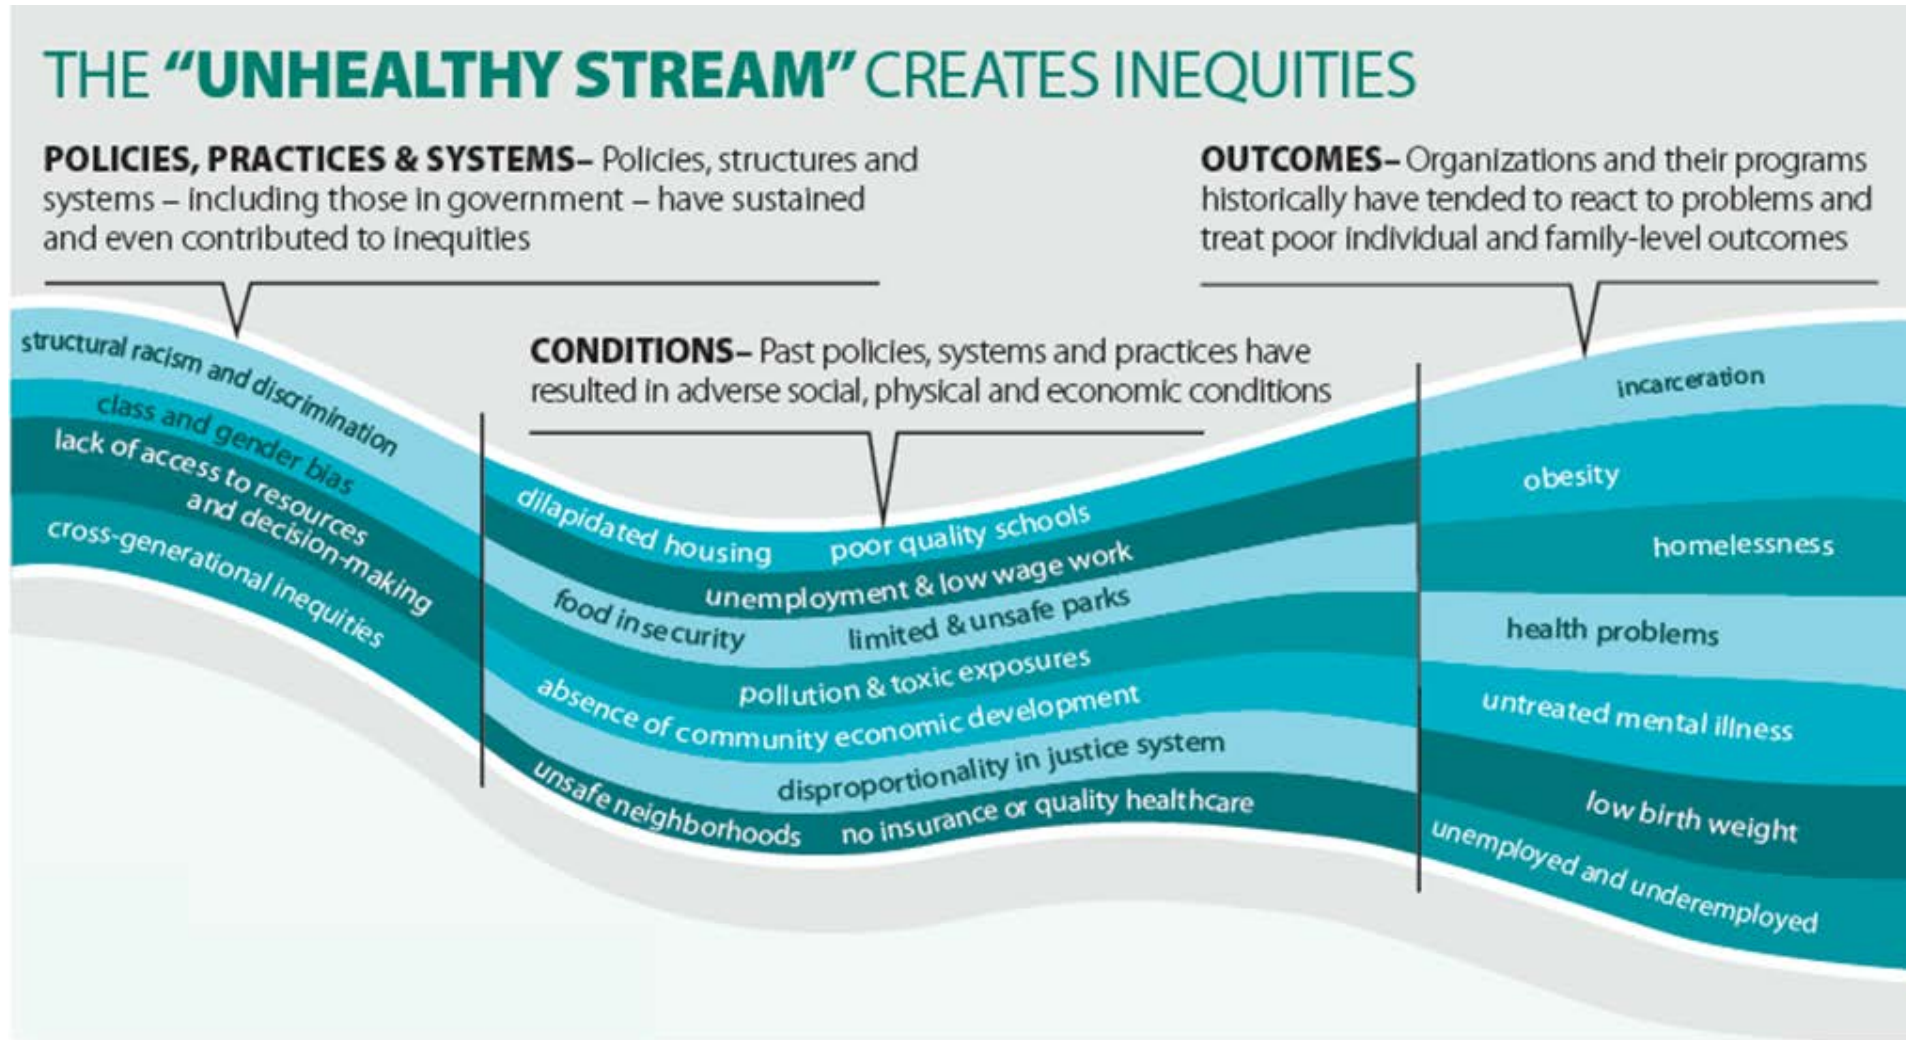 THE “UNHEALTHY STREAM” CREATES INEQUITIES
POLICIES, PRACTICES & SYSTEMS– Policies, structures and
systems – including those in government – have sustained
and even contributed to inequities
OUTCOMES– Organizations and their programs
historically have tended to react to problems and
treat poor individual and family-level outcomes
CONDITIONS– Past policies, systems and practices have
resulted in adverse social, physical and economic conditions
structural racism and discrimination
class and gender bias
lack of access to resources
and decision-making
cross-generational inequities
dilapidated housing
poor quality schools
unemployment & low wage work
food insecurity
limited & unsafe parks
pollution & toxic exposures
absence of community economic development
disproportionality in justice system
unsafe neighborhoods
no insurance or quality healthcare
incarceration
obesity
homelessness
health problems
untreated mental illness
low birth weight
unemployed and underemployed